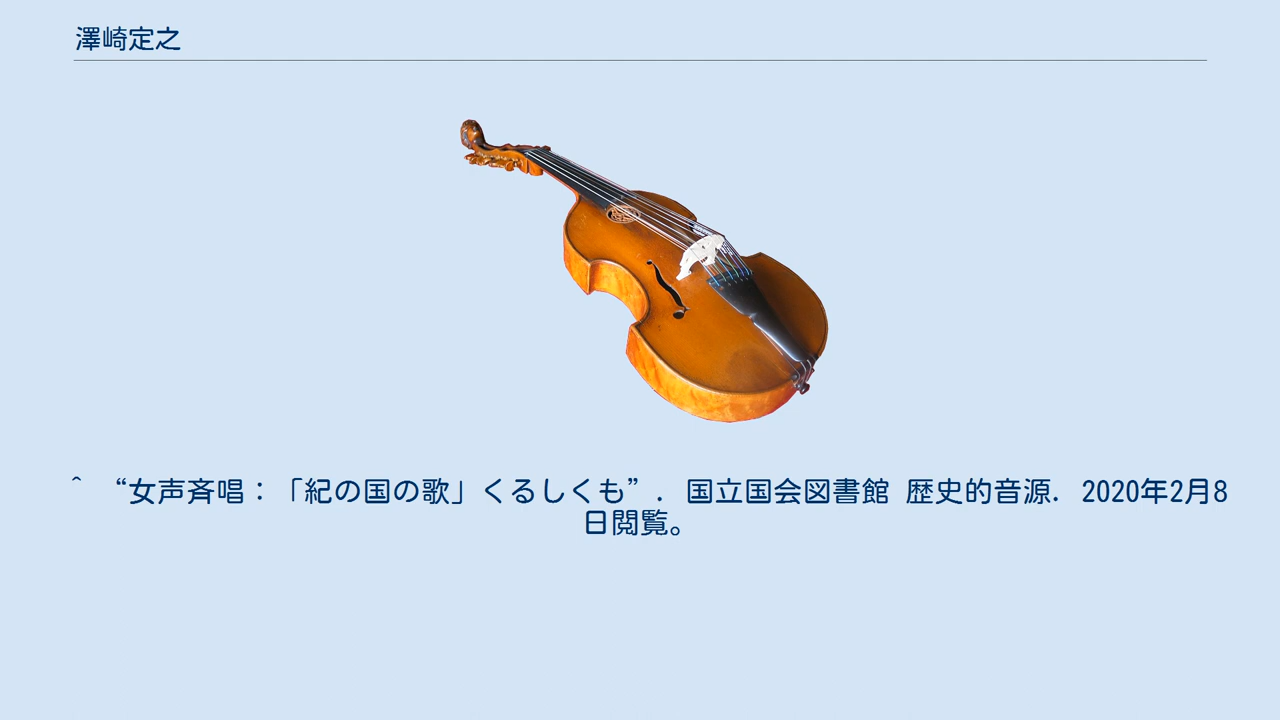 澤崎定之
^ “女声斉唱：「紀の国の歌」くるしくも”. 国立国会図書館 歴史的音源. 2020年2月8
日閲覧。